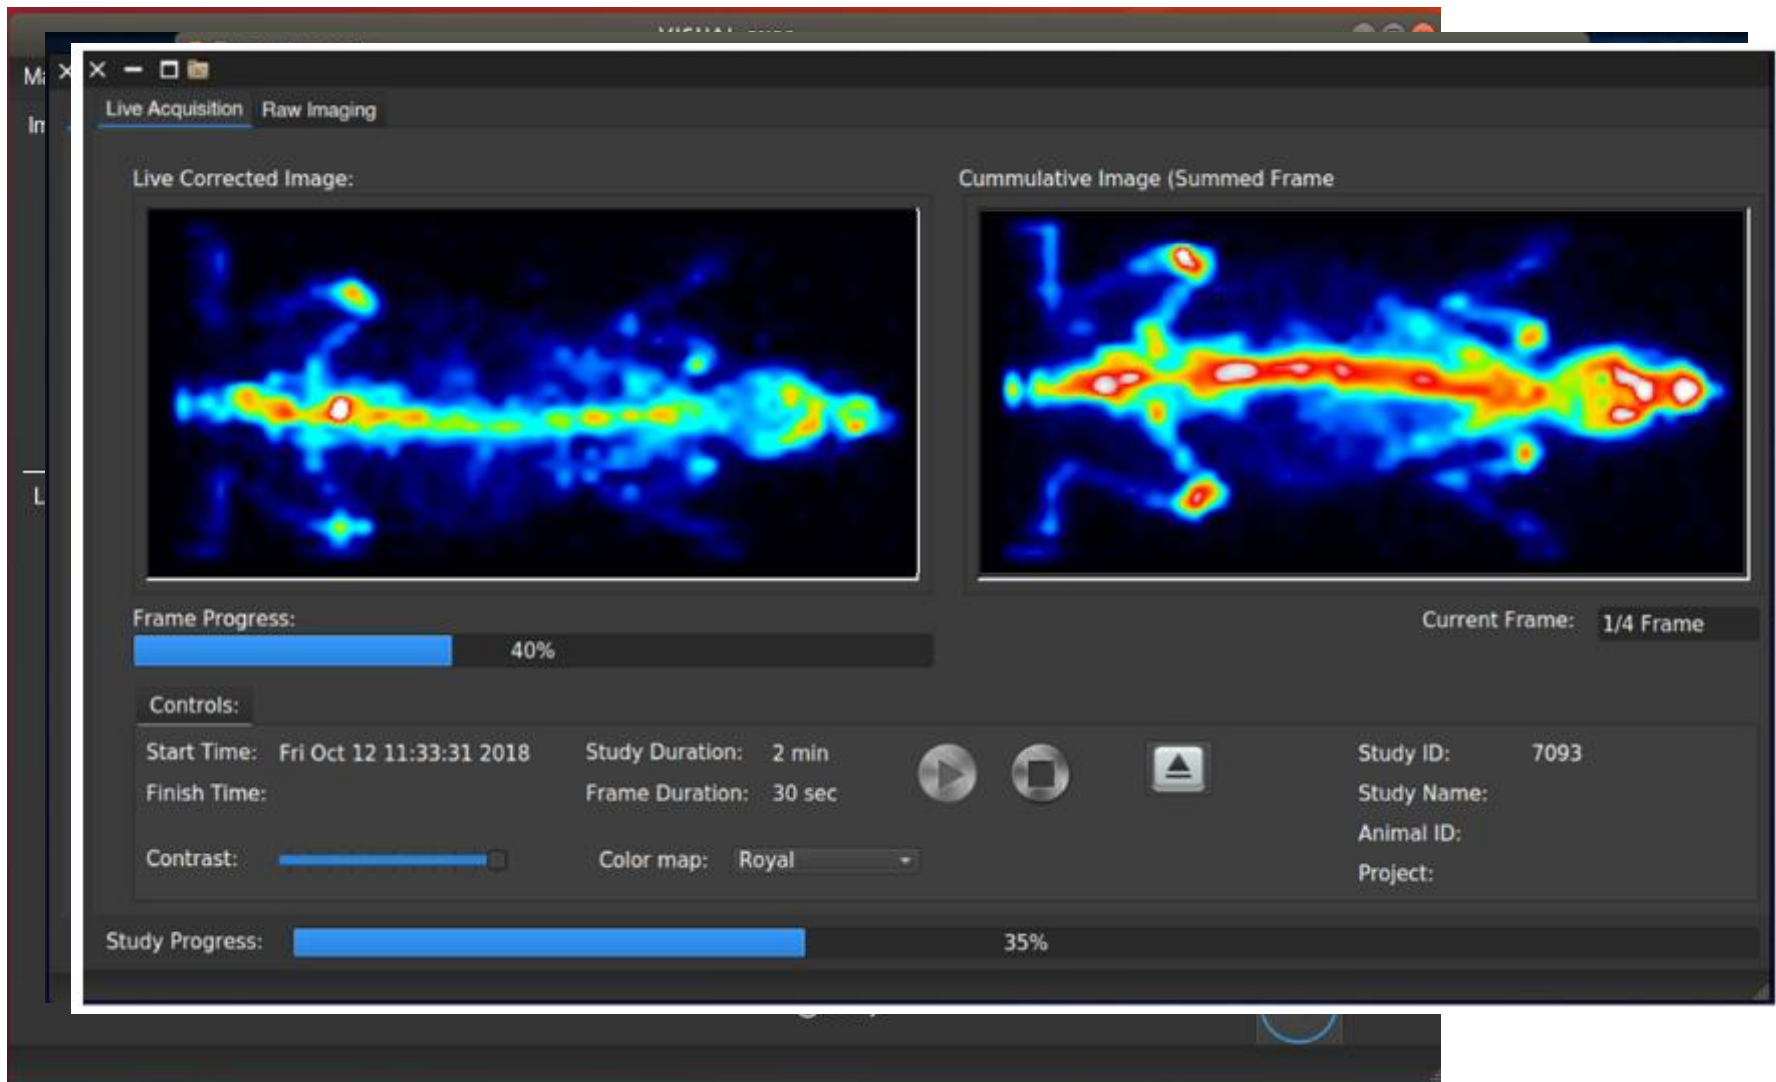 Live Acquisition Raw Imaging
Live Corrected Image:
Cummulative Image (Summed Frame
Frame Progress:
40%
Current Frame: 1/4 Frame
Controls:
Start Time: Fri Oct 12 11:33:31 2018
Finish Time:
Study Duration: 2 min
Frame Duration: 30 sec
Contrast:
Color map: Royal
Study ID: 7093
Study Name:
Animal ID:
Project:
Study Progress: 35%